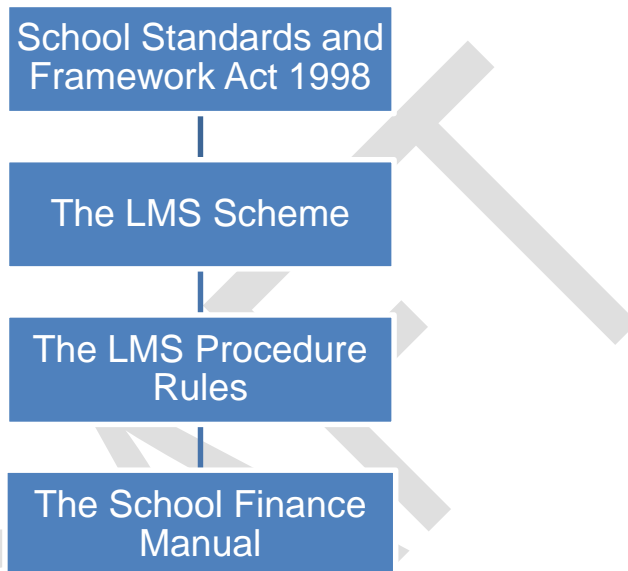 School Standards and
Framework Act 1998
The LMS Scheme
The LMS Procedure
Rules
The School Finance
Manual